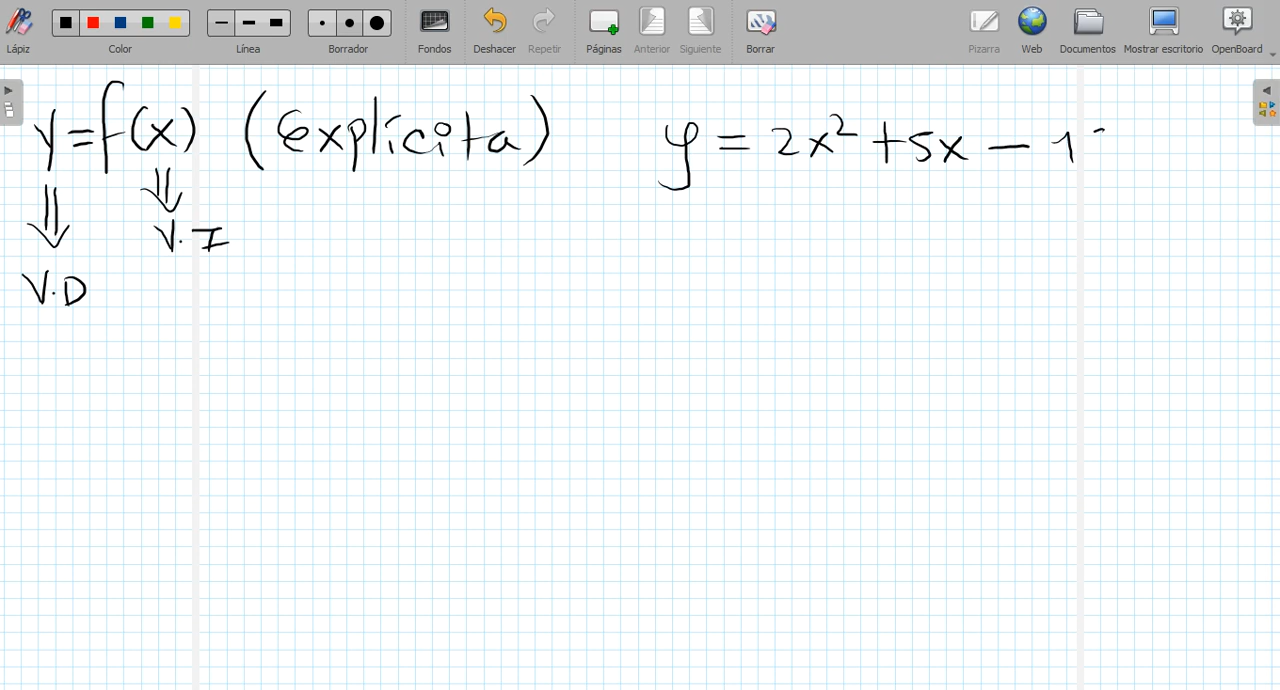 Lápiz Color Línea Borrador Fondos Deshacer Repetir Páginas Anterior Siguiente Borrar Pizarra Web Documentos Mostrar escritorio OpenBoard
y=f(x) (explícita) y = 2x² + 5x - 1
V.I
V.D